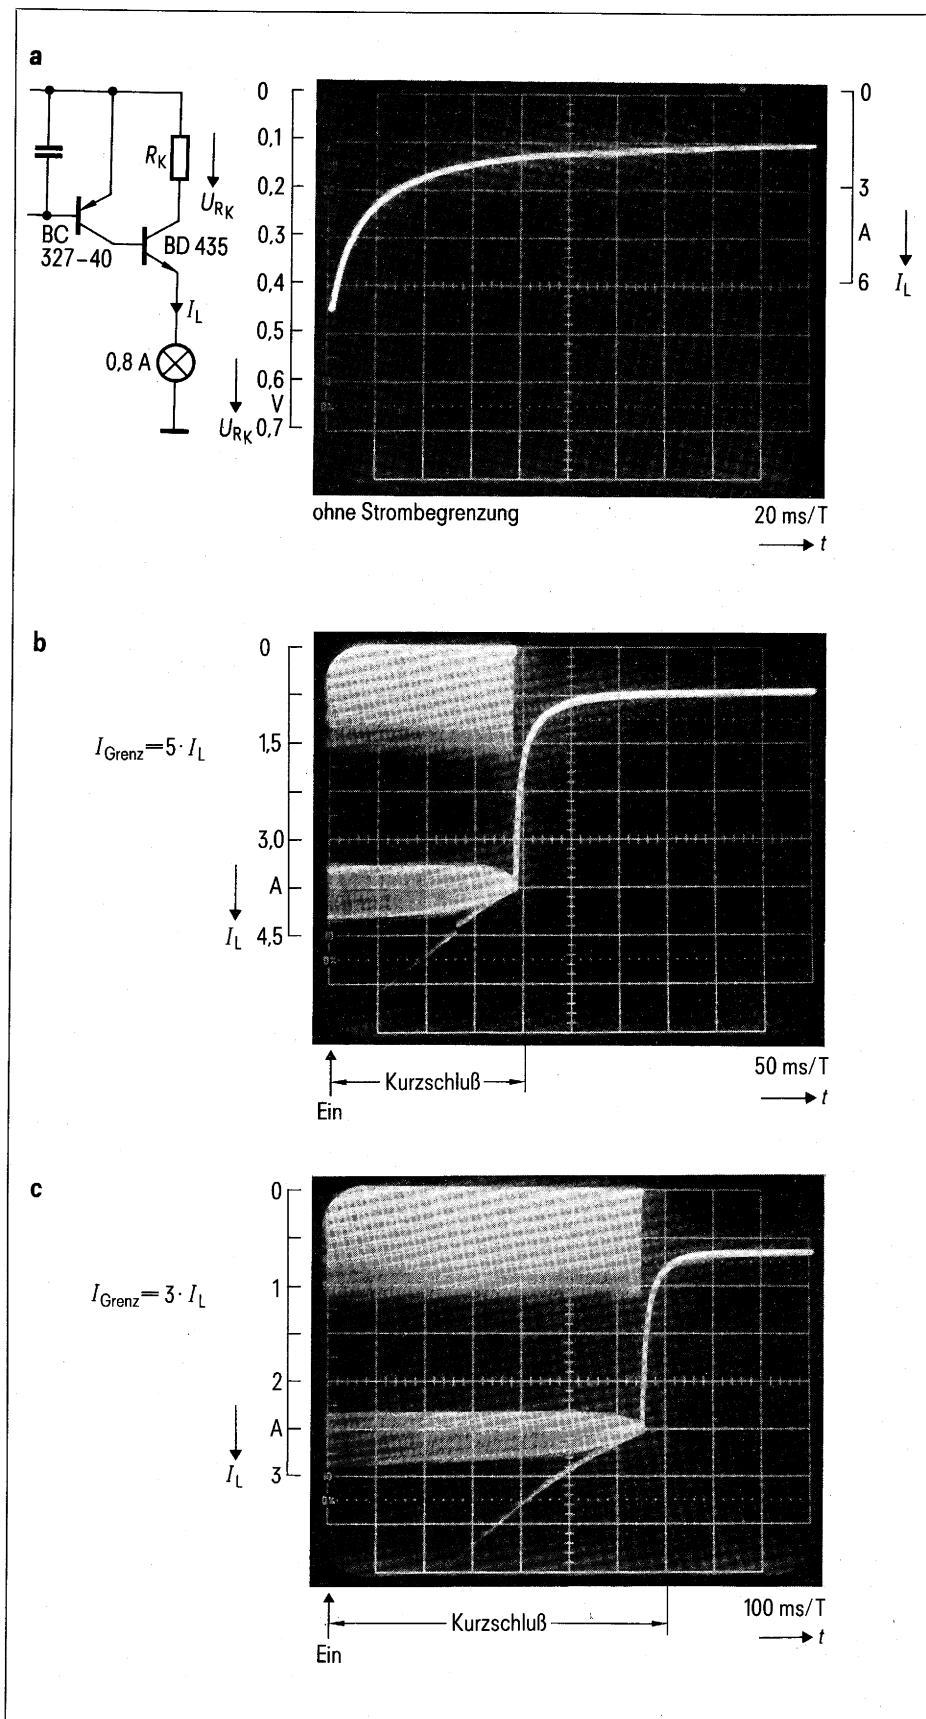 a
0
0,1
0,2
0,3
0,4
0,5
0,6
V
0,7
U_RK
0
3
A
6
I_L
R_K
U_RK
BC
327–40
BD 435
I_L
0,8 A
ohne Strombegrenzung
20 ms/T
t
b
I_Grenz = 5 · I_L
0
1,5
3,0
A
4,5
I_L
50 ms/T
t
Kurzschluß
Ein
c
I_Grenz = 3 · I_L
0
1
2
A
3
I_L
100 ms/T
t
Kurzschluß
Ein